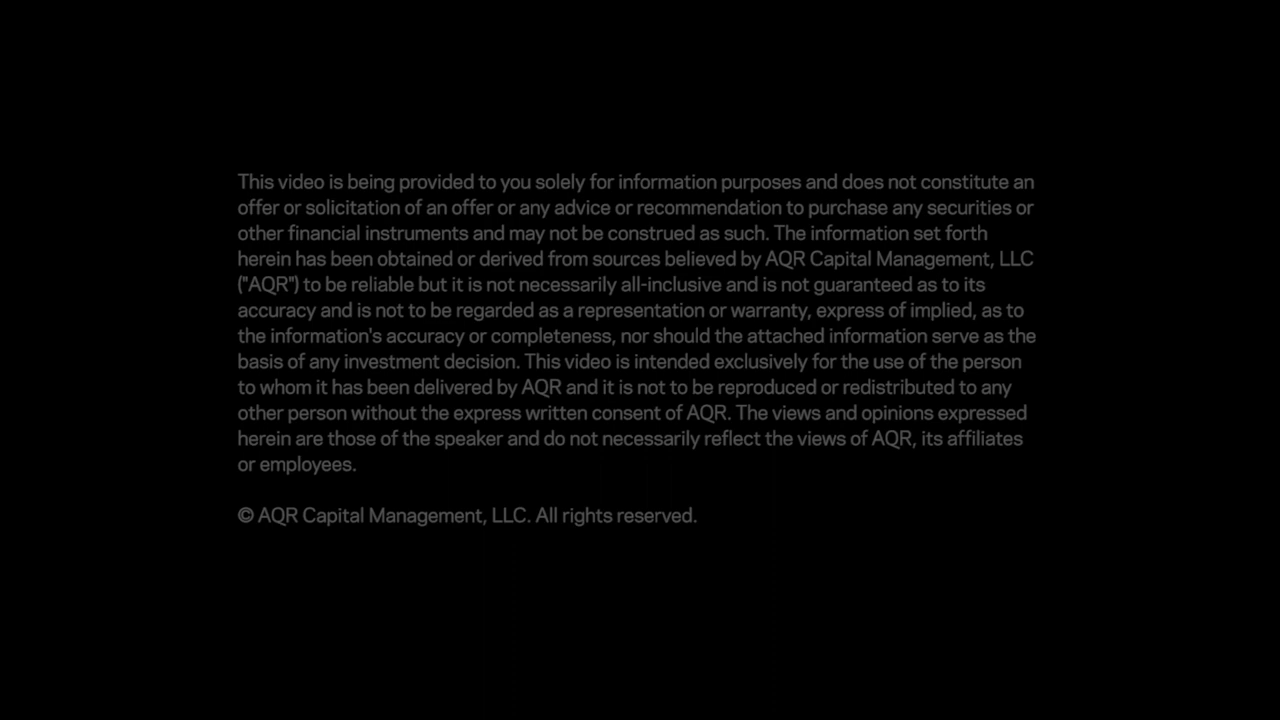 This video is being provided to you solely for information purposes and does not constitute an
offer or solicitation of an offer or any advice or recommendation to purchase any securities or
other financial instruments and may not be construed as such. The information set forth
herein has been obtained or derived from sources believed by AQR Capital Management, LLC
("AQR") to be reliable but it is not necessarily all-inclusive and is not guaranteed as to its
accuracy and is not to be regarded as a representation or warranty, express of implied, as to
the information's accuracy or completeness, nor should the attached information serve as the
basis of any investment decision. This video is intended exclusively for the use of the person
to whom it has been delivered by AQR and it is not to be reproduced or redistributed to any
other person without the express written consent of AQR. The views and opinions expressed
herein are those of the speaker and do not necessarily reflect the views of AQR, its affiliates
or employees.
© AQR Capital Management, LLC. All rights reserved.